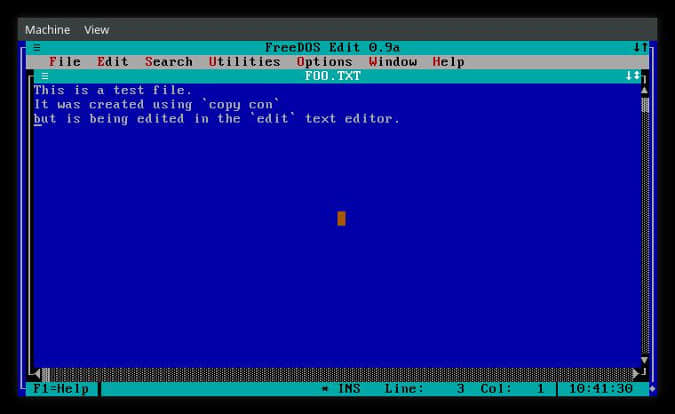 Machine View
FreeDOS Edit 0.9a
File Edit Search Utilities Options Window Help
FOO.TXT
This is a test file.
It was created using `copy con`
but is being edited in the `edit` text editor.
F1=Help * INS Line: 3 Col: 1 10:41:30